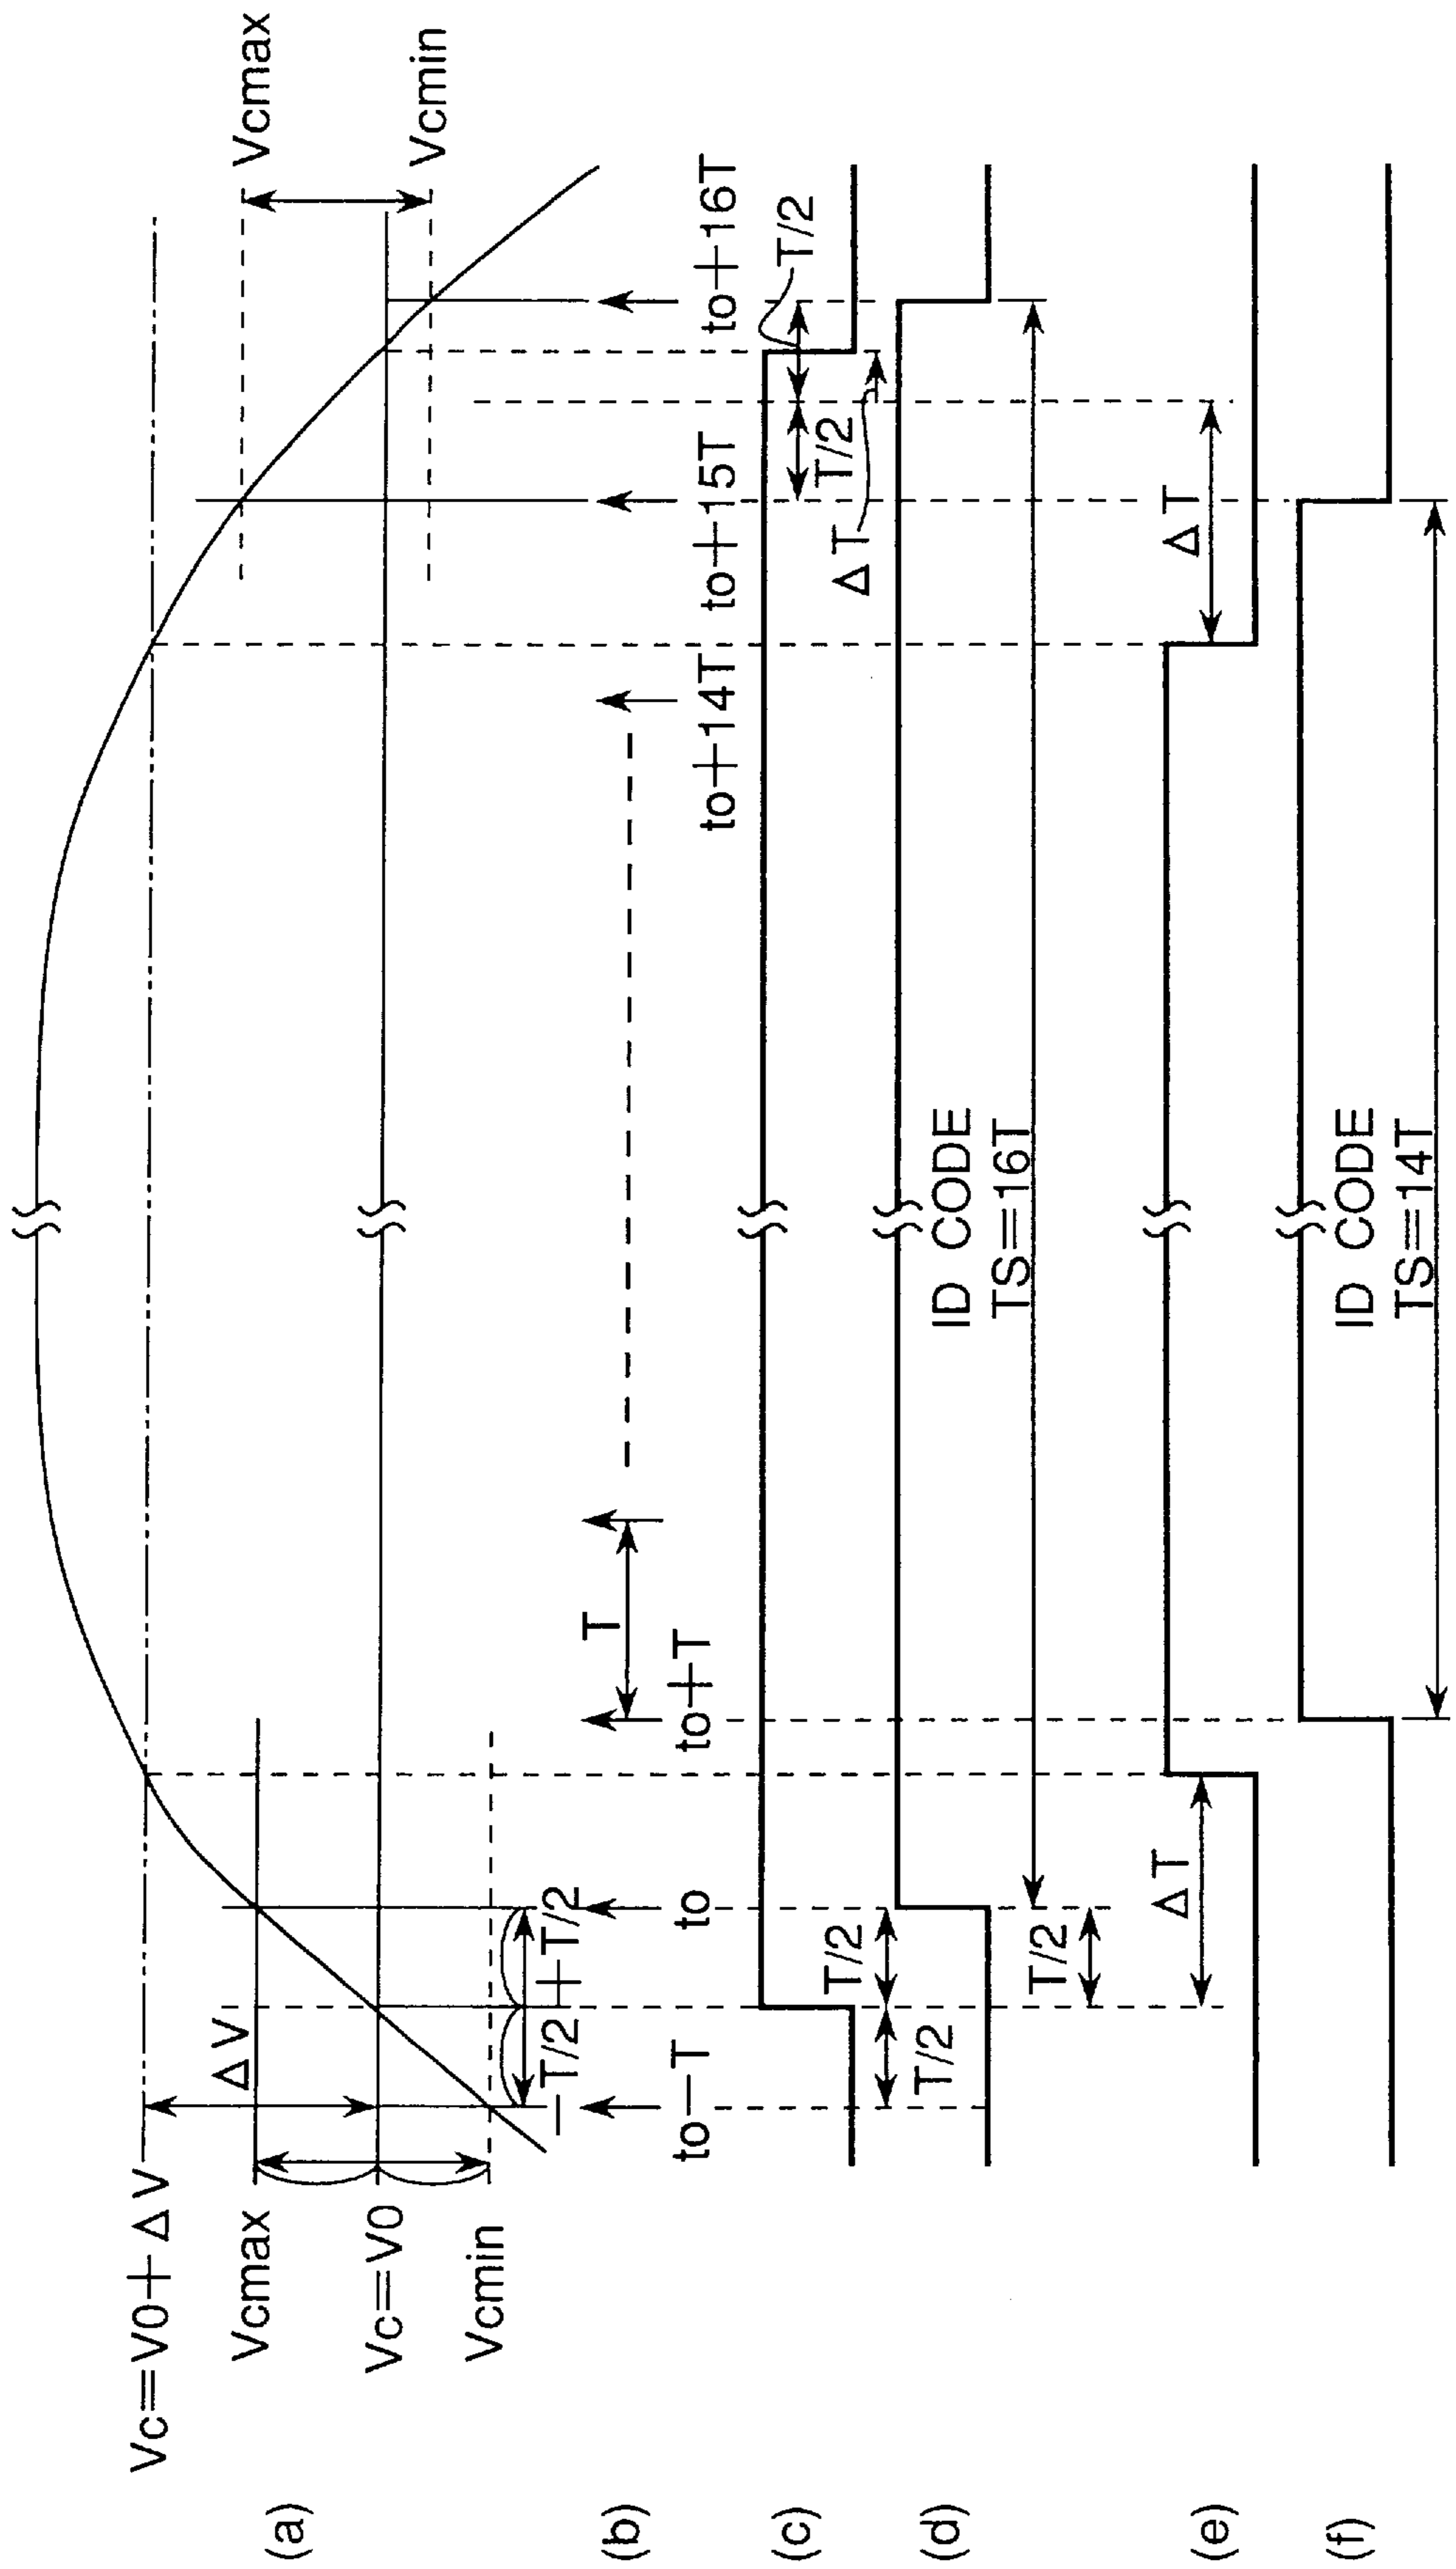 (a)
Vc=V0+ΔV
Vcmax
Vc=V0
Vcmin
ΔV
−T/2
+T/2
Vcmax
Vcmin
(b)
to−T
to
to+T
T
to+14T
to+15T
to+16T
(c)
T/2
T/2
T/2
T/2
ΔT
(d)
T/2
ID CODE
TS=16T
(e)
ΔT
ΔT
(f)
ID CODE
TS=14T